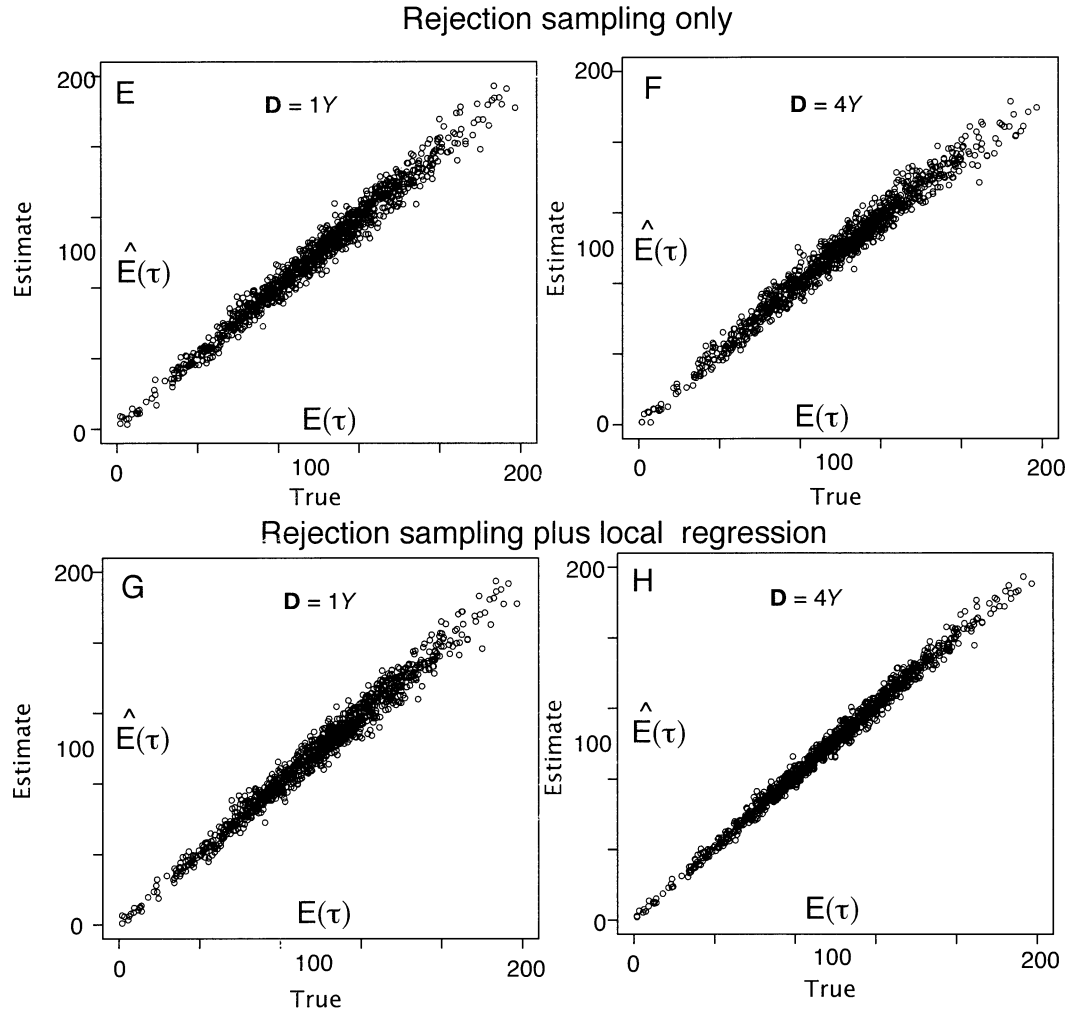 Rejection sampling only
200
E
D = 1Y
Estimate
100
Ê(τ)
0
E(τ)
0
100
200
True
200
F
D = 4Y
Estimate
100
Ê(τ)
0
E(τ)
0
100
200
True
Rejection sampling plus local regression
200
G
D = 1Y
Estimate
100
Ê(τ)
0
E(τ)
0
100
200
True
200
H
D = 4Y
Estimate
100
Ê(τ)
0
E(τ)
0
100
200
True